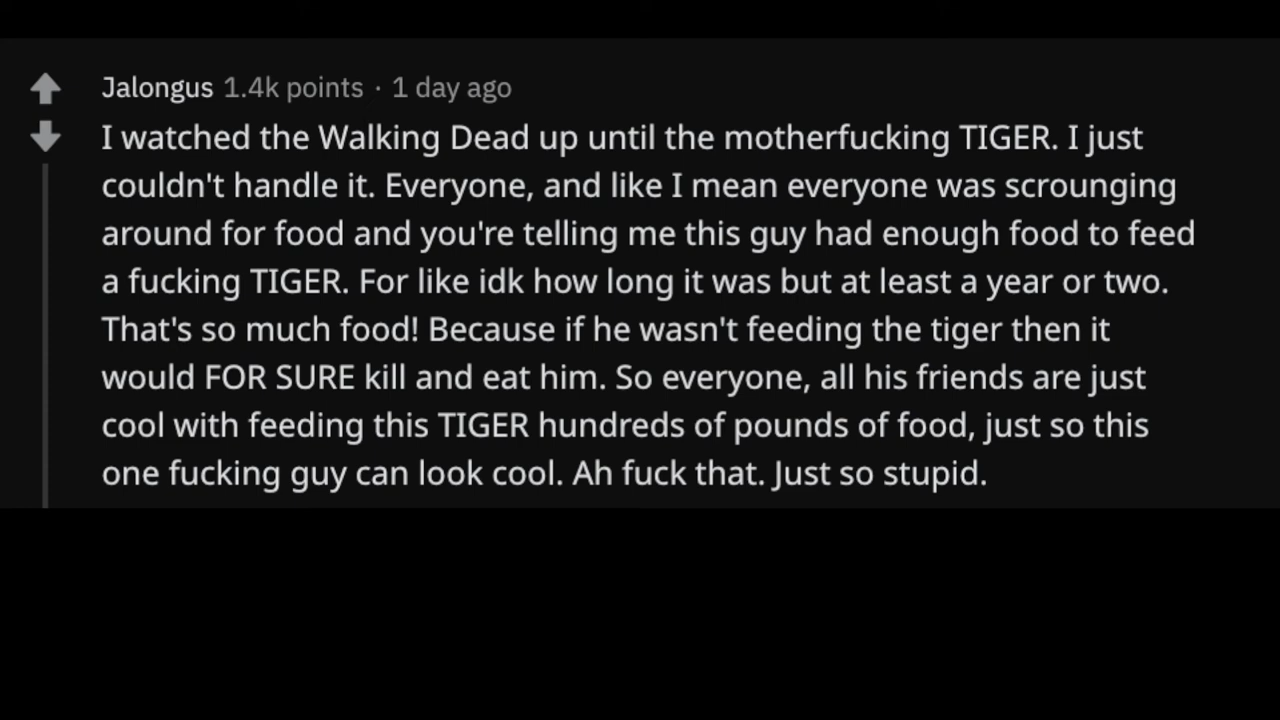 Jalongus 1.4k points · 1 day ago
I watched the Walking Dead up until the motherfucking TIGER. I just
couldn't handle it. Everyone, and like I mean everyone was scrounging
around for food and you're telling me this guy had enough food to feed
a fucking TIGER. For like idk how long it was but at least a year or two.
That's so much food! Because if he wasn't feeding the tiger then it
would FOR SURE kill and eat him. So everyone, all his friends are just
cool with feeding this TIGER hundreds of pounds of food, just so this
one fucking guy can look cool. Ah fuck that. Just so stupid.